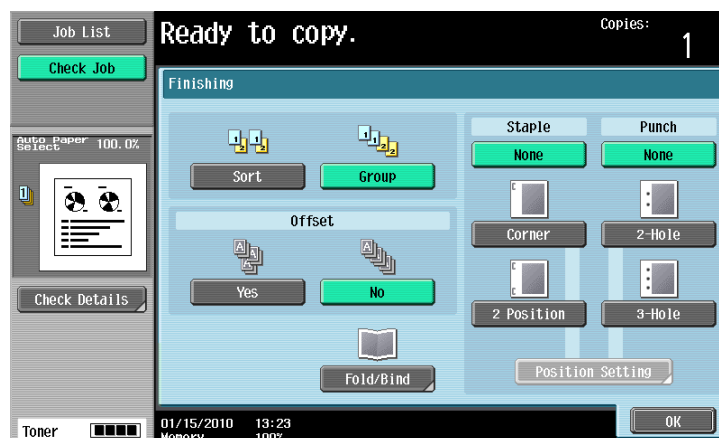 Job List
Check Job
Auto Paper
Select
100.0%
Check Details
Toner
Ready to copy.
Copies:
1
Finishing
Sort
Group
Offset
Yes
No
Fold/Bind
Staple
None
Corner
2 Position
Punch
None
2-Hole
3-Hole
Position Setting
01/15/2010 13:23
Memory 100%
OK